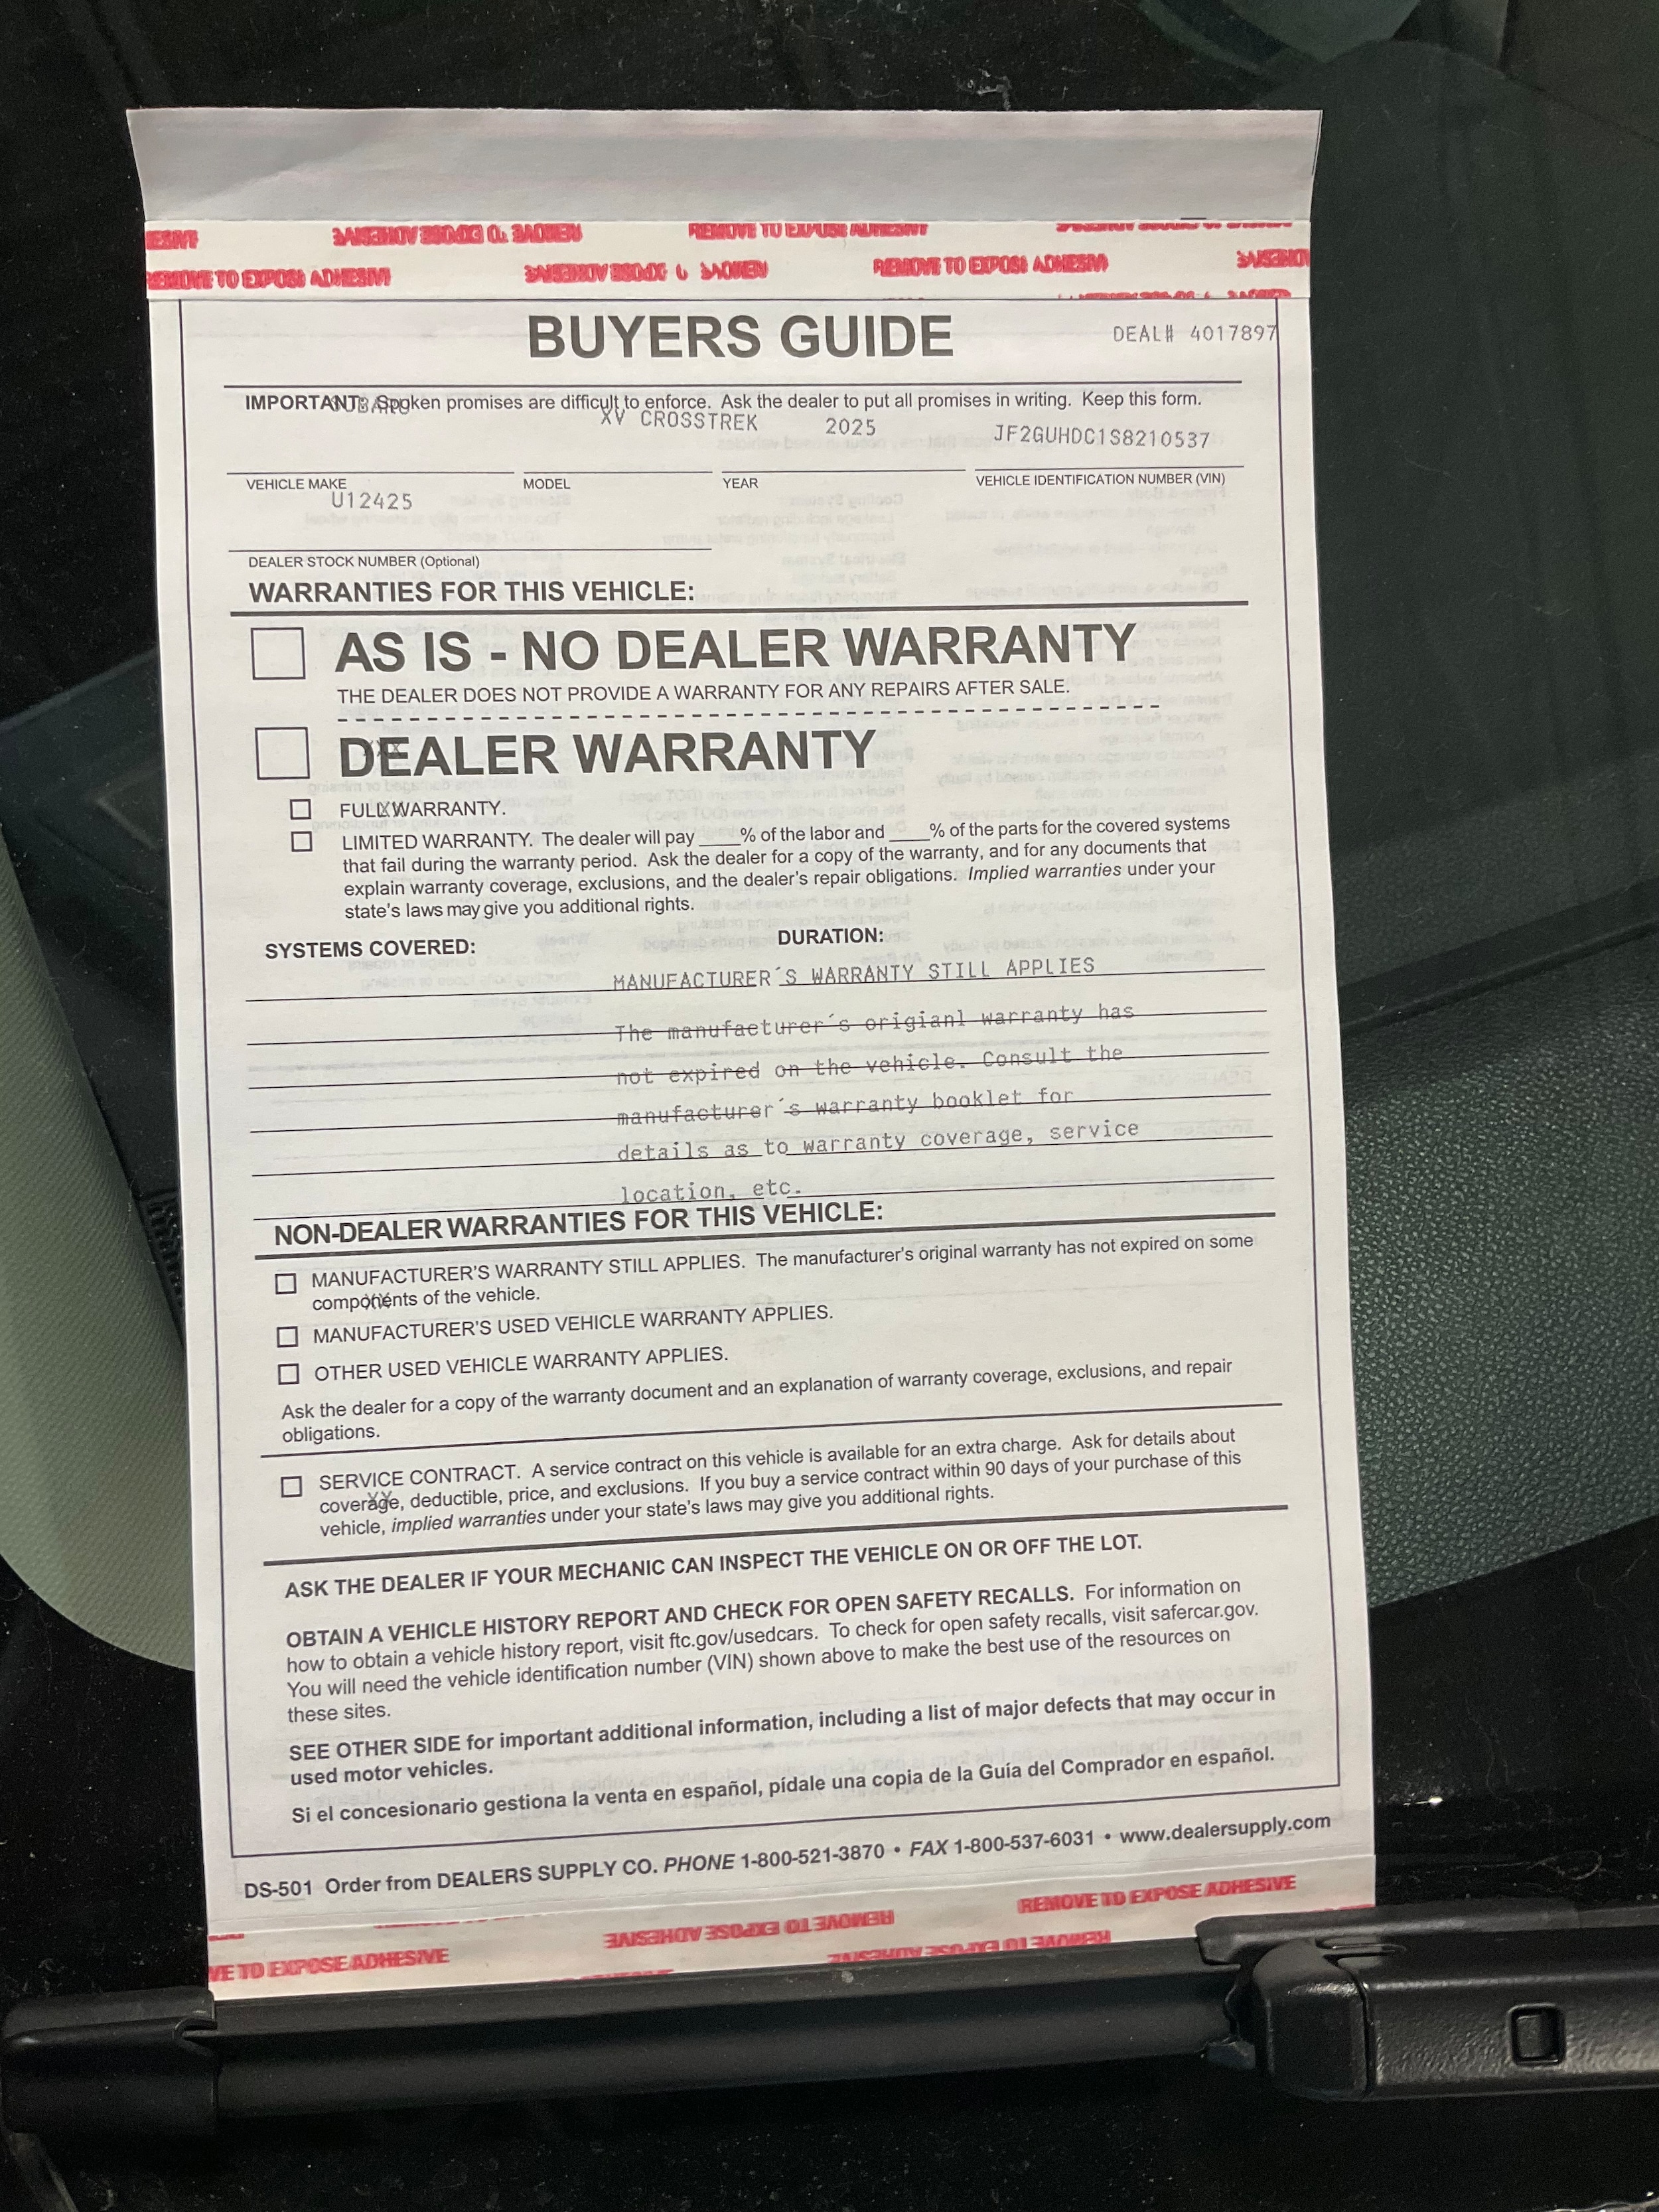 REMOVE TO EXPOSE ADHESIVE
REMOVE TO EXPOSE ADHESIVE
REMOVE TO EXPOSE ADHESIVE
BUYERS GUIDE
DEAL# 4017897
IMPORTANT: Spoken promises are difficult to enforce. Ask the dealer to put all promises in writing. Keep this form.
SUBARU XV CROSSTREK 2025 JF2GUHDC1S8210537
VEHICLE MAKE MODEL YEAR VEHICLE IDENTIFICATION NUMBER (VIN)
U12425
DEALER STOCK NUMBER (Optional)
WARRANTIES FOR THIS VEHICLE:
AS IS - NO DEALER WARRANTY
THE DEALER DOES NOT PROVIDE A WARRANTY FOR ANY REPAIRS AFTER SALE.
XXX
DEALER WARRANTY
FULL WARRANTY.
XX
LIMITED WARRANTY. The dealer will pay ____% of the labor and ____% of the parts for the covered systems
that fail during the warranty period. Ask the dealer for a copy of the warranty, and for any documents that
explain warranty coverage, exclusions, and the dealer's repair obligations. Implied warranties under your
state's laws may give you additional rights.
SYSTEMS COVERED: DURATION:
MANUFACTURER´S WARRANTY STILL APPLIES
The manufacturer´s origianl warranty has
not expired on the vehicle. Consult the
manufacturer´s warranty booklet for
details as to warranty coverage, service
location, etc.
NON-DEALER WARRANTIES FOR THIS VEHICLE:
MANUFACTURER'S WARRANTY STILL APPLIES. The manufacturer's original warranty has not expired on some
components of the vehicle.
XX
MANUFACTURER'S USED VEHICLE WARRANTY APPLIES.
OTHER USED VEHICLE WARRANTY APPLIES.
Ask the dealer for a copy of the warranty document and an explanation of warranty coverage, exclusions, and repair
obligations.
SERVICE CONTRACT. A service contract on this vehicle is available for an extra charge. Ask for details about
coverage, deductible, price, and exclusions. If you buy a service contract within 90 days of your purchase of this
XX
vehicle, implied warranties under your state's laws may give you additional rights.
ASK THE DEALER IF YOUR MECHANIC CAN INSPECT THE VEHICLE ON OR OFF THE LOT.
OBTAIN A VEHICLE HISTORY REPORT AND CHECK FOR OPEN SAFETY RECALLS. For information on
how to obtain a vehicle history report, visit ftc.gov/usedcars. To check for open safety recalls, visit safercar.gov.
You will need the vehicle identification number (VIN) shown above to make the best use of the resources on
these sites.
SEE OTHER SIDE for important additional information, including a list of major defects that may occur in
used motor vehicles.
Si el concesionario gestiona la venta en español, pídale una copia de la Guía del Comprador en español.
DS-501 Order from DEALERS SUPPLY CO. PHONE 1-800-521-3870 • FAX 1-800-537-6031 • www.dealersupply.com
REMOVE TO EXPOSE ADHESIVE
REMOVE TO EXPOSE ADHESIVE
VE TO EXPOSE ADHESIVE